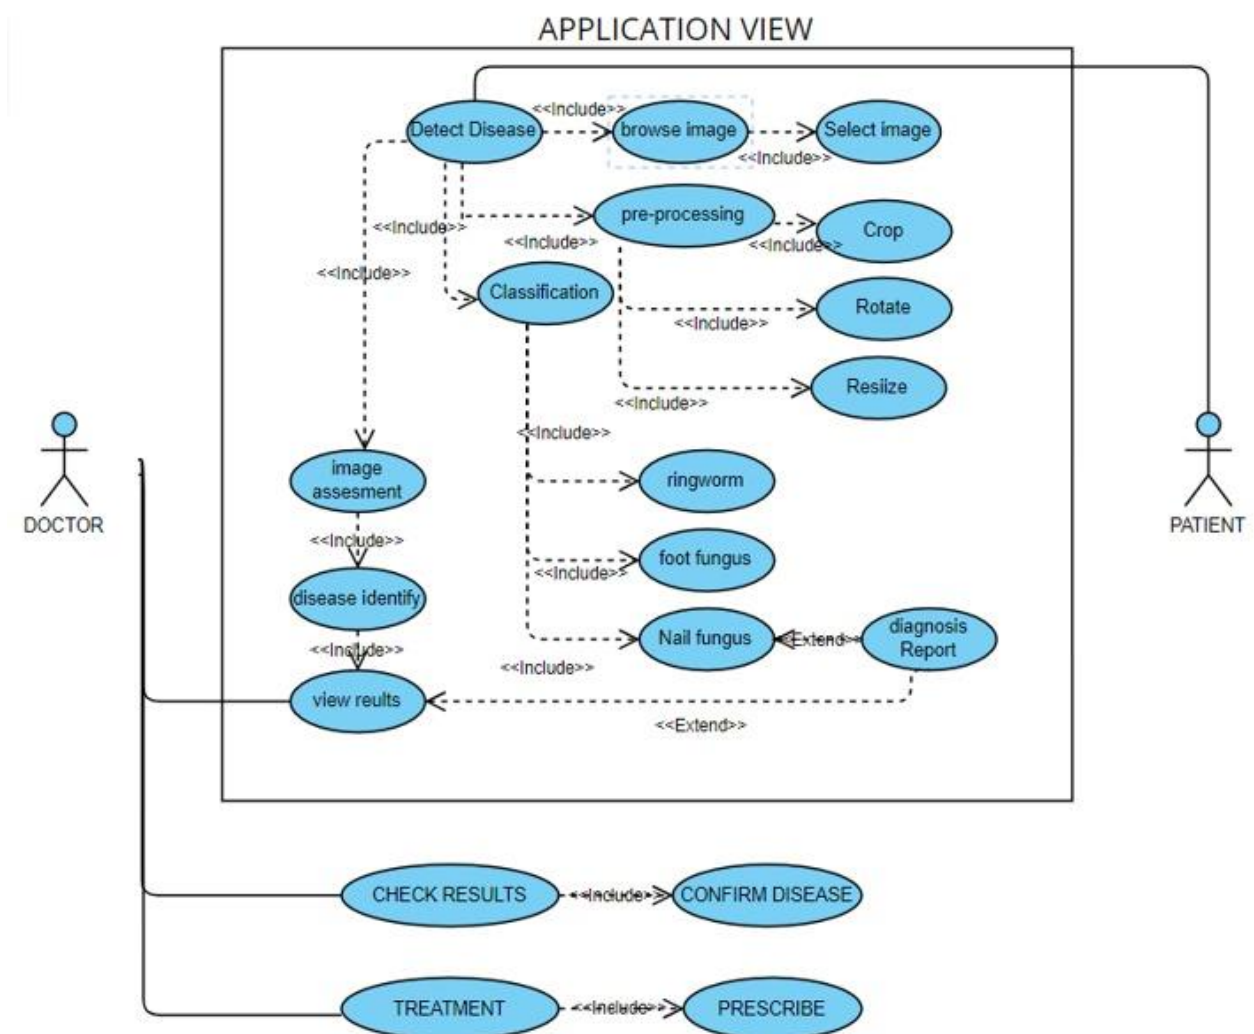 APPLICATION VIEW
<<Include>>
Detect Disease
browse image
Select image
<<Include>>
pre-processing
<<Include>>
<<Include>>
Crop
<<Include>>
<<Include>>
Classification
Rotate
<<Include>>
Resiize
<<Include>>
<<Include>>
image
assesment
ringworm
DOCTOR
PATIENT
<<Include>>
foot fungus
<<Include>>
disease identify
Nail fungus
<<Extend>>
diagnosis
Report
<<Include>>
<<Include>>
view reults
<<Extend>>
CHECK RESULTS
<<Include>>
CONFIRM DISEASE
TREATMENT
<<Include>>
PRESCRIBE